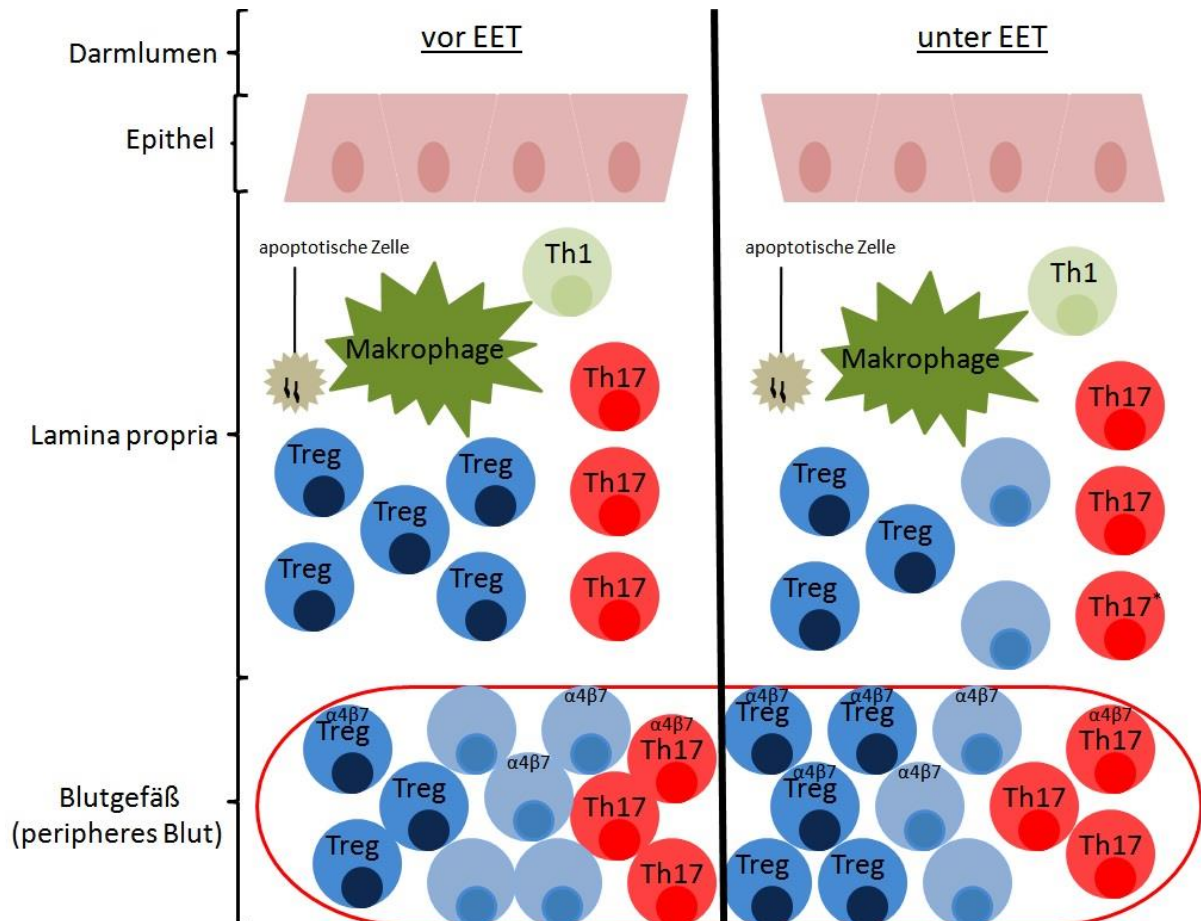 Darmlumen
vor EET
unter EET
Epithel
apoptotische Zelle
Th1
Makrophage
Th17
Treg
Treg
Th17
Treg
Treg
Treg
Th17
apoptotische Zelle
Th1
Makrophage
Th17
Treg
Th17
Treg
Treg
Th17*
Lamina propria
Blutgefäß
(peripheres Blut)
α4β7
Treg
α4β7
α4β7
Th17
α4β7
Treg
Th17
Treg
Th17
α4β7
Treg
α4β7
Treg
α4β7
α4β7
Th17
α4β7
Treg
α4β7
Th17
Th17
Treg
Treg